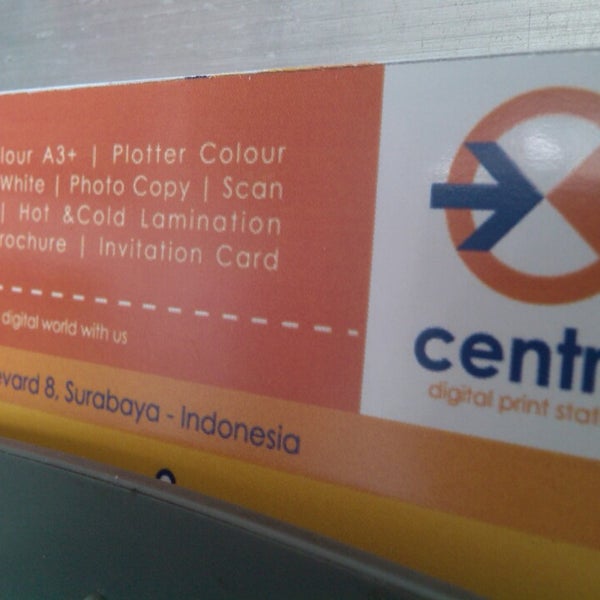 lour A3+ | Plotter Colour
White | Photo Copy | Scan
| Hot &Cold Lamination
rochure | Invitation Card
digital world with us
evard 8, Surabaya - Indonesia
centr
digital print stat